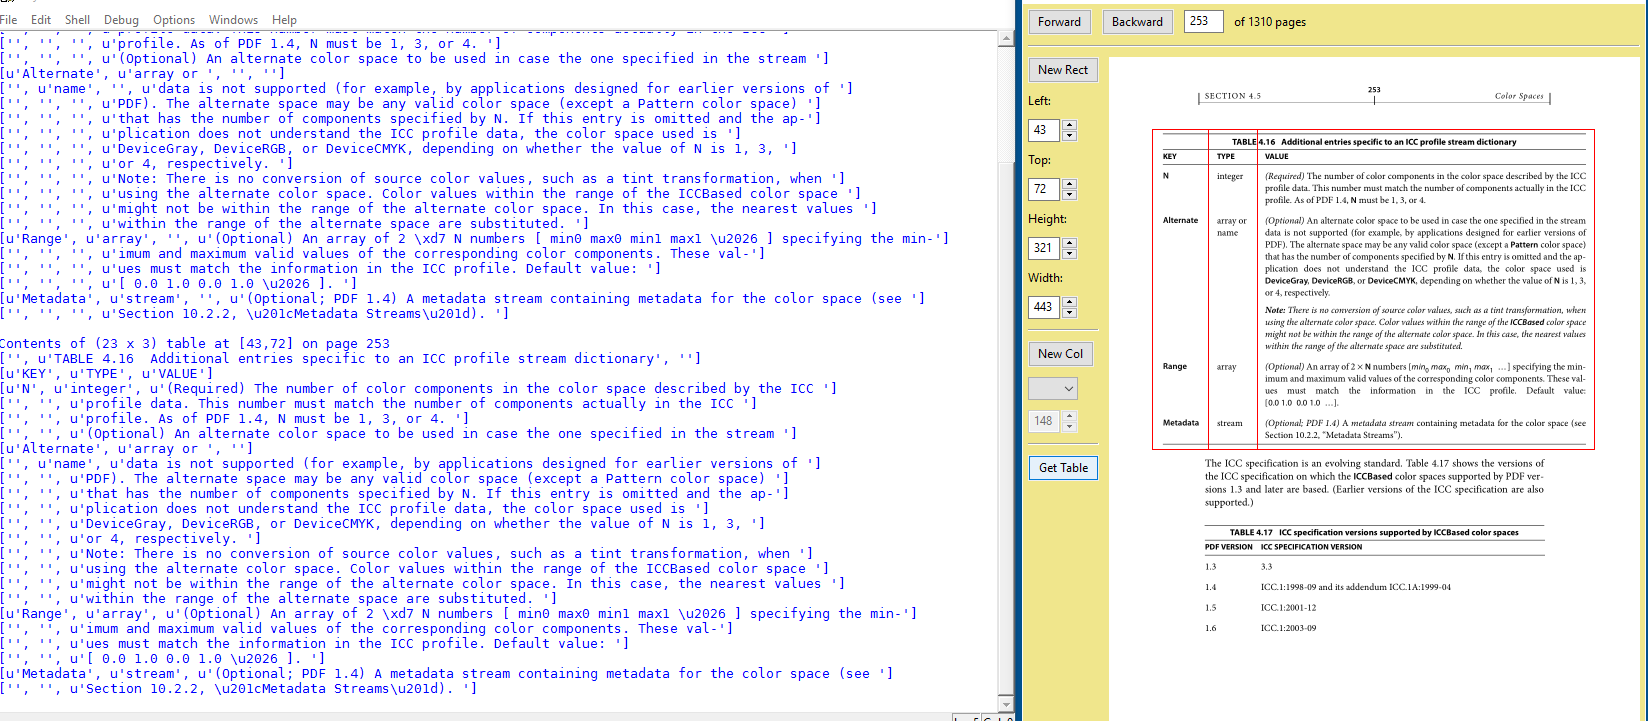 File Edit Shell Debug Options Windows Help
['', '', '', u'profile. As of PDF 1.4, N must be 1, 3, or 4. ']
['', '', '', u'(Optional) An alternate color space to be used in case the one specified in the stream ']
[u'Alternate', u'array or ', '', '']
['', u'name', '', u'data is not supported (for example, by applications designed for earlier versions of ']
['', '', '', u'PDF). The alternate space may be any valid color space (except a Pattern color space) ']
['', '', '', u'that has the number of components specified by N. If this entry is omitted and the ap-']
['', '', '', u'plication does not understand the ICC profile data, the color space used is ']
['', '', '', u'DeviceGray, DeviceRGB, or DeviceCMYK, depending on whether the value of N is 1, 3, ']
['', '', '', u'or 4, respectively. ']
['', '', '', u'Note: There is no conversion of source color values, such as a tint transformation, when ']
['', '', '', u'using the alternate color space. Color values within the range of the ICCBased color space ']
['', '', '', u'might not be within the range of the alternate color space. In this case, the nearest values ']
['', '', '', u'within the range of the alternate space are substituted. ']
[u'Range', u'array', '', u'(Optional) An array of 2 \xd7 N numbers [ min0 max0 min1 max1 \u2026 ] specifying the min-']
['', '', '', u'imum and maximum valid values of the corresponding color components. These val-']
['', '', '', u'ues must match the information in the ICC profile. Default value: ']
['', '', '', u'[ 0.0 1.0 0.0 1.0 \u2026 ]. ']
[u'Metadata', u'stream', '', u'(Optional; PDF 1.4) A metadata stream containing metadata for the color space (see ']
['', '', '', u'Section 10.2.2, \u201cMetadata Streams\u201d). ']
Contents of (23 x 3) table at [43,72] on page 253
['', u'TABLE 4.16  Additional entries specific to an ICC profile stream dictionary', '']
[u'KEY', u'TYPE', u'VALUE']
[u'N', u'integer', u'(Required) The number of color components in the color space described by the ICC ']
['', '', u'profile data. This number must match the number of components actually in the ICC ']
['', '', u'profile. As of PDF 1.4, N must be 1, 3, or 4. ']
['', '', u'(Optional) An alternate color space to be used in case the one specified in the stream ']
[u'Alternate', u'array or ', '']
['', u'name', u'data is not supported (for example, by applications designed for earlier versions of ']
['', '', u'PDF). The alternate space may be any valid color space (except a Pattern color space) ']
['', '', u'that has the number of components specified by N. If this entry is omitted and the ap-']
['', '', u'plication does not understand the ICC profile data, the color space used is ']
['', '', u'DeviceGray, DeviceRGB, or DeviceCMYK, depending on whether the value of N is 1, 3, ']
['', '', u'or 4, respectively. ']
['', '', u'Note: There is no conversion of source color values, such as a tint transformation, when ']
['', '', u'using the alternate color space. Color values within the range of the ICCBased color space ']
['', '', u'might not be within the range of the alternate color space. In this case, the nearest values ']
['', '', u'within the range of the alternate space are substituted. ']
[u'Range', u'array', u'(Optional) An array of 2 \xd7 N numbers [ min0 max0 min1 max1 \u2026 ] specifying the min-']
['', '', u'imum and maximum valid values of the corresponding color components. These val-']
['', '', u'ues must match the information in the ICC profile. Default value: ']
['', '', u'[ 0.0 1.0 0.0 1.0 \u2026 ]. ']
[u'Metadata', u'stream', u'(Optional; PDF 1.4) A metadata stream containing metadata for the color space (see ']
['', '', u'Section 10.2.2, \u201cMetadata Streams\u201d). ']
Forward Backward 253 of 1310 pages
New Rect
Left:
43
Top:
72
Height:
321
Width:
443
New Col
148
Get Table
253
SECTION 4.5 Color Spaces
TABLE 4.16 Additional entries specific to an ICC profile stream dictionary
KEY TYPE VALUE
N integer (Required) The number of color components in the color space described by the ICC
profile data. This number must match the number of components actually in the ICC
profile. As of PDF 1.4, N must be 1, 3, or 4.
Alternate array or (Optional) An alternate color space to be used in case the one specified in the stream
name data is not supported (for example, by applications designed for earlier versions of
PDF). The alternate space may be any valid color space (except a Pattern color space)
that has the number of components specified by N. If this entry is omitted and the ap-
plication does not understand the ICC profile data, the color space used is
DeviceGray, DeviceRGB, or DeviceCMYK, depending on whether the value of N is 1, 3,
or 4, respectively.
Note: There is no conversion of source color values, such as a tint transformation, when
using the alternate color space. Color values within the range of the ICCBased color space
might not be within the range of the alternate color space. In this case, the nearest values
within the range of the alternate space are substituted.
Range array (Optional) An array of 2 × N numbers [min0 max0 min1 max1 …] specifying the min-
imum and maximum valid values of the corresponding color components. These val-
ues must match the information in the ICC profile. Default value:
[0.0 1.0 0.0 1.0 …].
Metadata stream (Optional; PDF 1.4) A metadata stream containing metadata for the color space (see
Section 10.2.2, “Metadata Streams”).
The ICC specification is an evolving standard. Table 4.17 shows the versions of
the ICC specification on which the ICCBased color spaces supported by PDF ver-
sions 1.3 and later are based. (Earlier versions of the ICC specification are also
supported.)
TABLE 4.17 ICC specification versions supported by ICCBased color spaces
PDF VERSION ICC SPECIFICATION VERSION
1.3 3.3
1.4 ICC.1:1998-09 and its addendum ICC.1A:1999-04
1.5 ICC.1:2001-12
1.6 ICC.1:2003-09